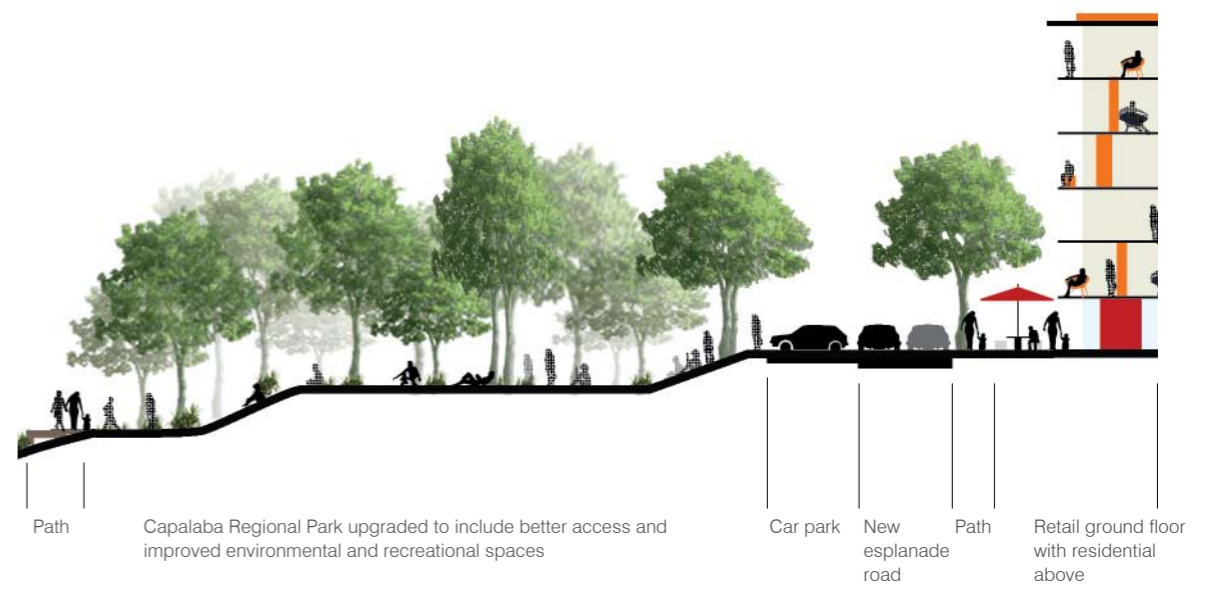 Path
Capalaba Regional Park upgraded to include better access and
improved environmental and recreational spaces
Car park
New
esplanade
road
Path
Retail ground floor
with residential
above